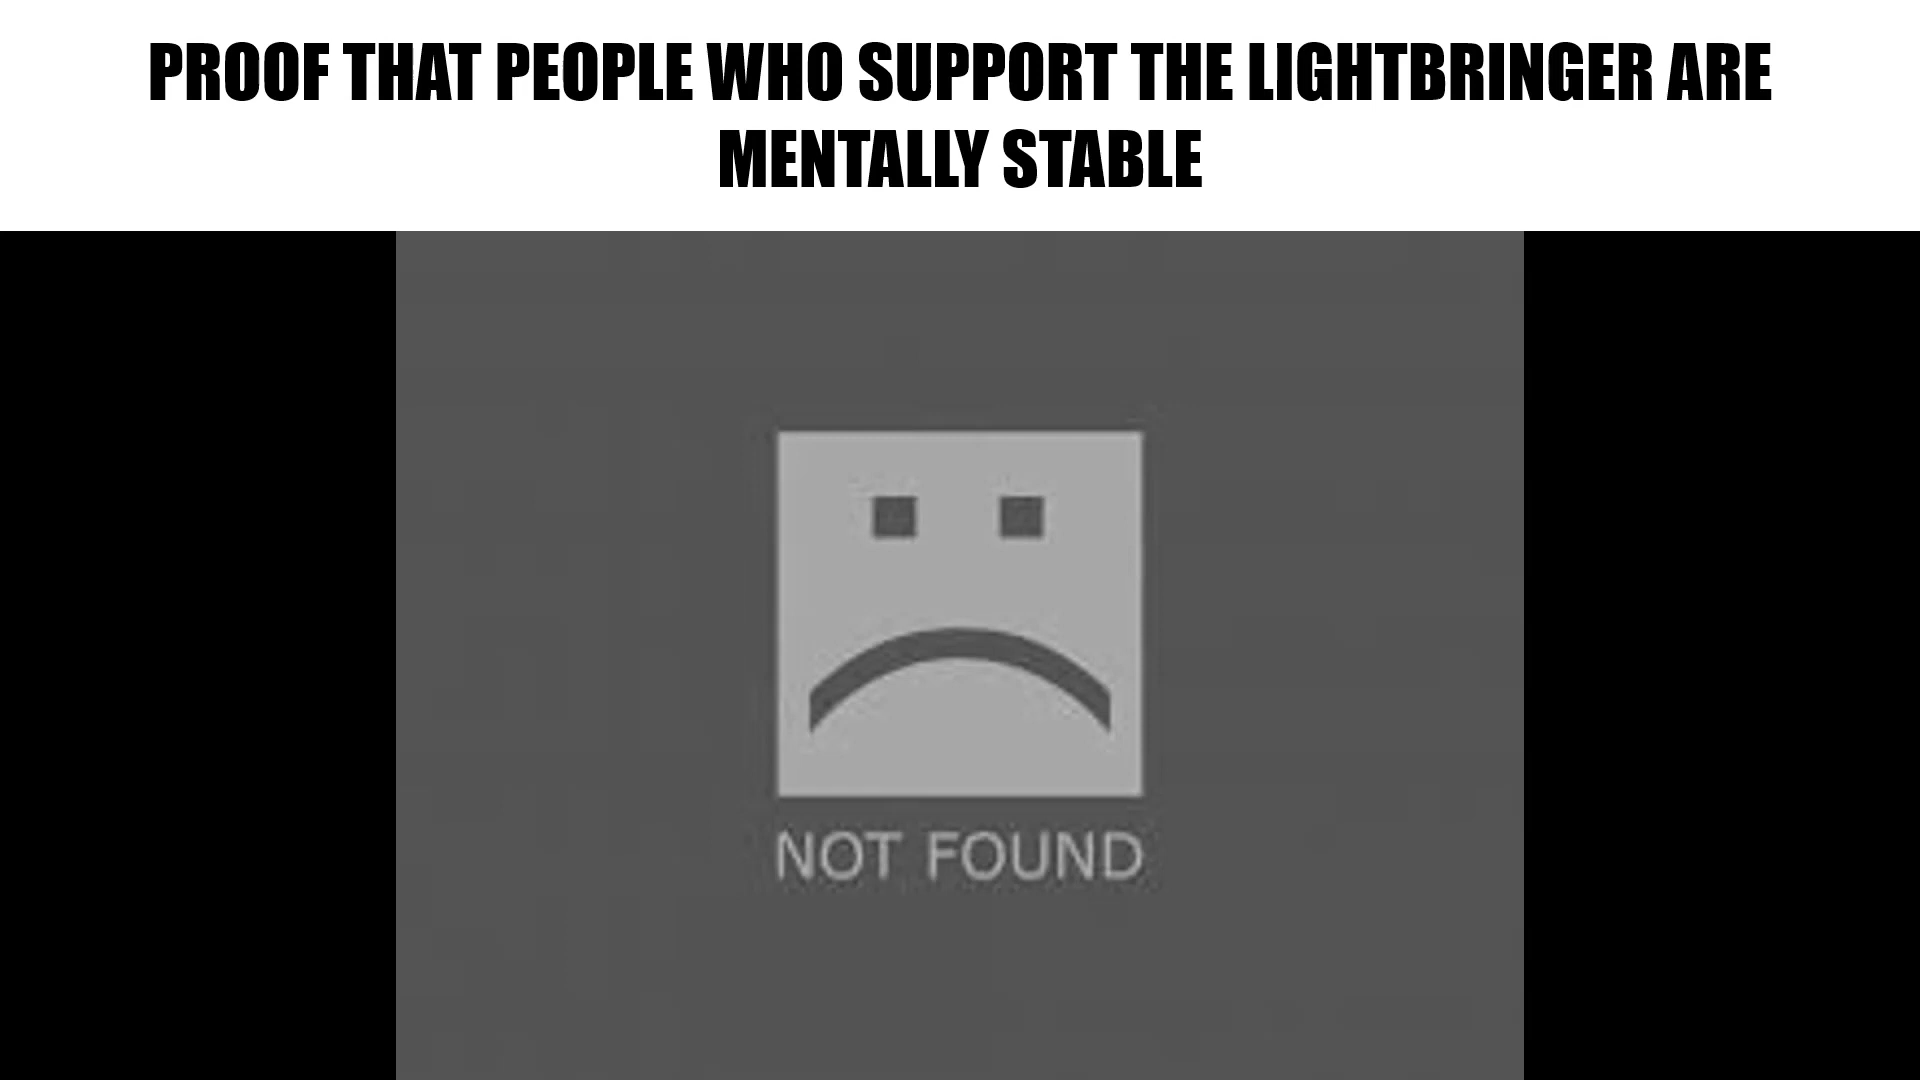 PROOF THAT PEOPLE WHO SUPPORT THE LIGHTBRINGER ARE
MENTALLY STABLE
NOT FOUND